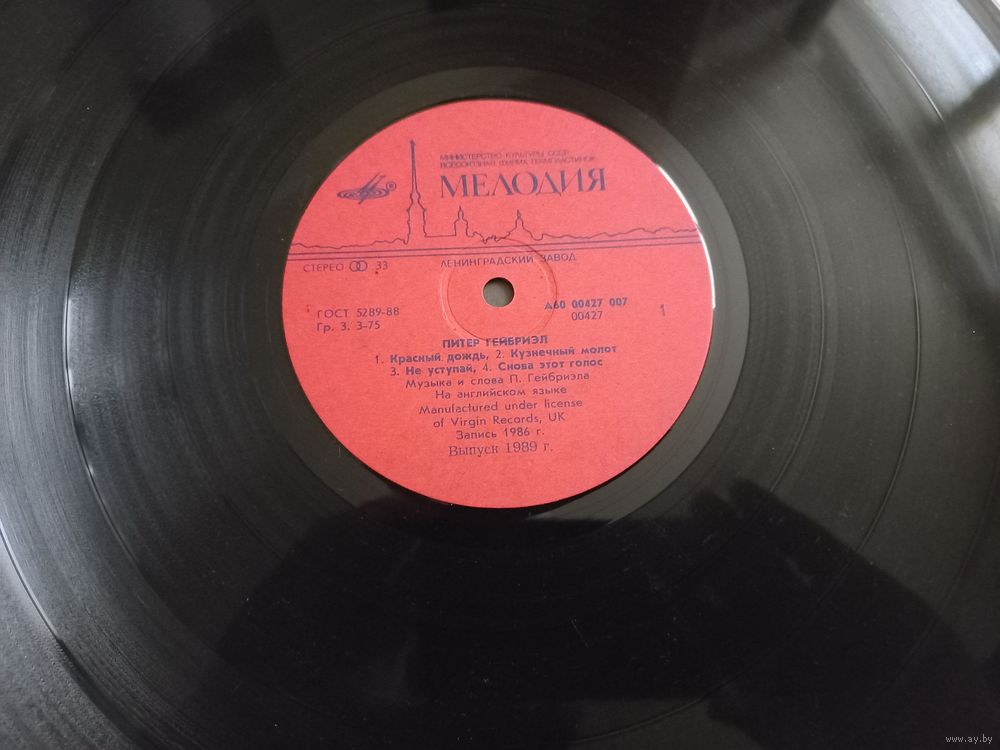 МИНИСТЕРСТВО КУЛЬТУРЫ СССР
ВСЕСОЮЗНАЯ ФИРМА ГРАМПЛАСТИНОК
МЕЛОДИЯ
®
СТЕРЕО 33
ЛЕНИНГРАДСКИЙ ЗАВОД
ГОСТ 5289-88
Гр. 3. 3-75
А60 00427 007
00427
1
ПИТЕР ГЕЙБРИЭЛ
1. Красный дождь, 2. Кузнечный молот
3. Не уступай, 4. Снова этот голос
Музыка и слова П. Гейбриэла
На английском языке
Manufactured under license
of Virgin Records, UK
Запись 1986 г.
Выпуск 1989 г.
www.ay.by